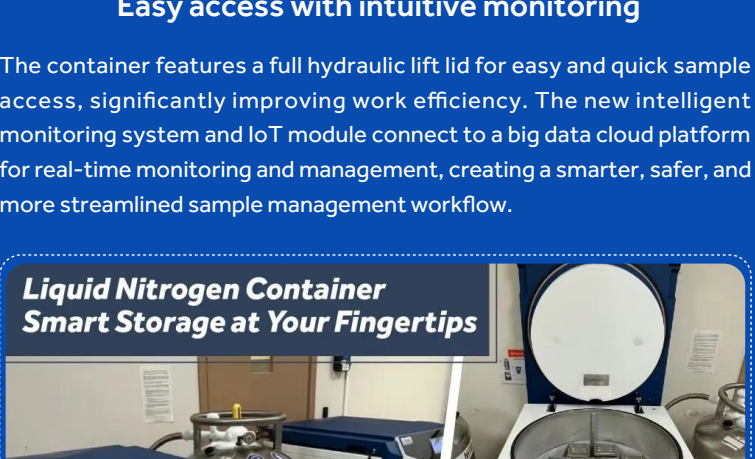 Easy access with intuitive monitoring
The container features a full hydraulic lift lid for easy and quick sample
access, significantly improving work efficiency. The new intelligent
monitoring system and IoT module connect to a big data cloud platform
for real-time monitoring and management, creating a smarter, safer, and
more streamlined sample management workflow.
Liquid Nitrogen Container
Smart Storage at Your Fingertips